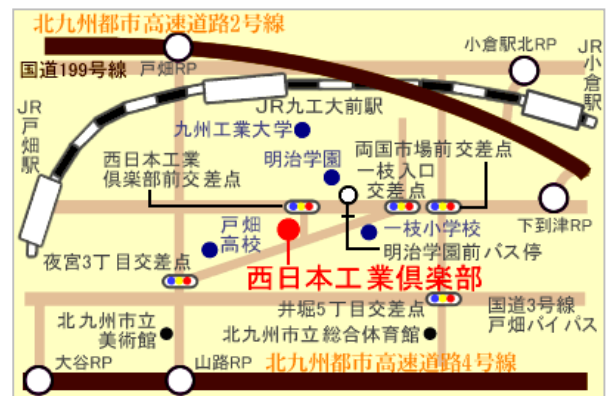 北九州都市高速道路2号線
小倉駅北RP
JR小倉駅
国道199号線
戸畑RP
JR九工大前駅
JR戸畑駅
九州工業大学
西日本工業
倶楽部前交差点
明治学園
両国市場前交差点
一枝入口
交差点
戸畑
高校
一枝小学校
下到津RP
明治学園前バス停
夜宮3丁目交差点
西日本工業倶楽部
井堀5丁目交差点
国道3号線
戸畑バイパス
北九州市立
美術館
北九州市立総合体育館
大谷RP
山路RP
北九州都市高速道路4号線